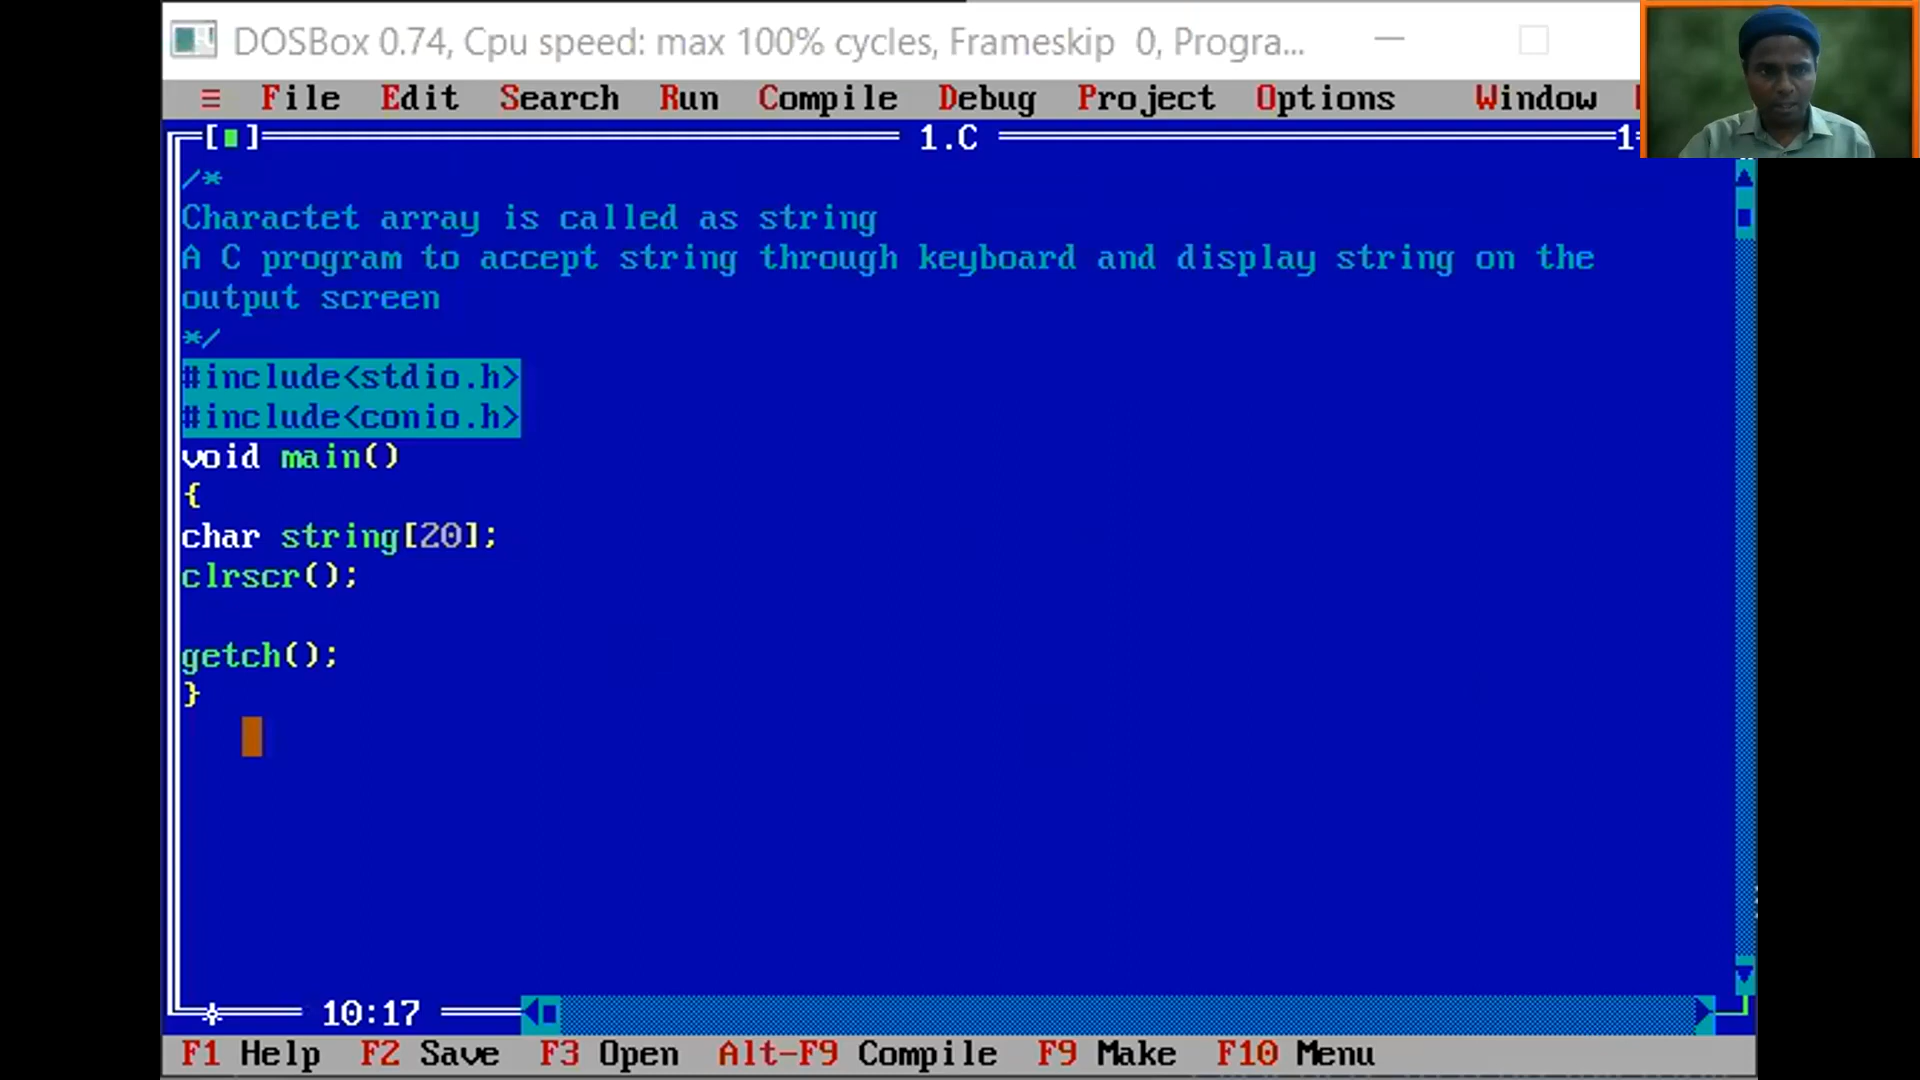 DOSBox 0.74, Cpu speed: max 100% cycles, Frameskip 0, Progra...
≡ File Edit Search Run Compile Debug Project Options Window
[▪] 1.C 1
/*
Charactet array is called as string
A C program to accept string through keyboard and display string on the
output screen
*/
#include<stdio.h>
#include<conio.h>
void main()
{
char string[20];
clrscr();
getch();
}
10:17
F1 Help F2 Save F3 Open Alt-F9 Compile F9 Make F10 Menu